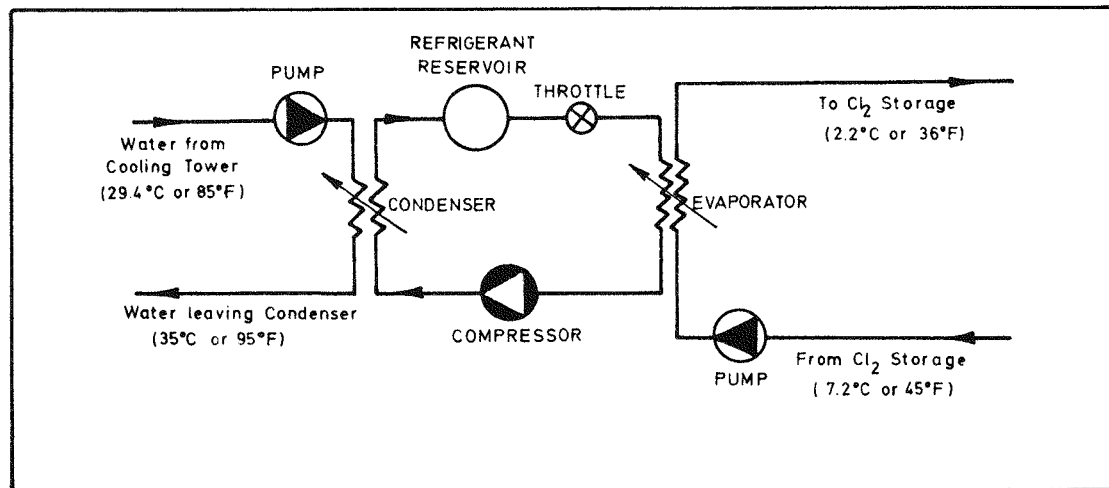 REFRIGERANT
RESERVOIR
PUMP
THROTTLE
To Cl₂ Storage
(2.2°C or 36°F)
Water from
Cooling Tower
(29.4°C or 85°F)
CONDENSER
EVAPORATOR
Water leaving Condenser
(35°C or 95°F)
COMPRESSOR
PUMP
From Cl₂ Storage
(7.2°C or 45°F)